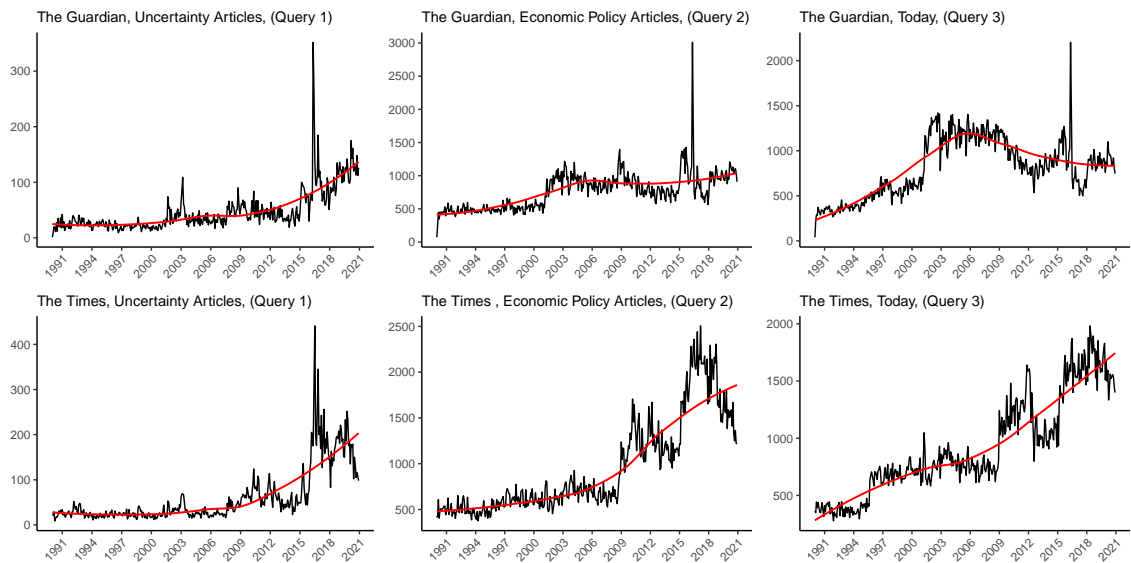 The Guardian, Uncertainty Articles, (Query 1)
300
200
100
0
1991 1994 1997 2000 2003 2006 2009 2012 2015 2018 2021
The Guardian, Economic Policy Articles, (Query 2)
3000
2500
2000
1500
1000
500
0
1991 1994 1997 2000 2003 2006 2009 2012 2015 2018 2021
The Guardian, Today, (Query 3)
2000
1500
1000
500
0
1991 1994 1997 2000 2003 2006 2009 2012 2015 2018 2021
The Times, Uncertainty Articles, (Query 1)
400
300
200
100
0
1991 1994 1997 2000 2003 2006 2009 2012 2015 2018 2021
The Times , Economic Policy Articles, (Query 2)
2500
2000
1500
1000
500
1991 1994 1997 2000 2003 2006 2009 2012 2015 2018 2021
The Times, Today, (Query 3)
2000
1500
1000
500
1991 1994 1997 2000 2003 2006 2009 2012 2015 2018 2021